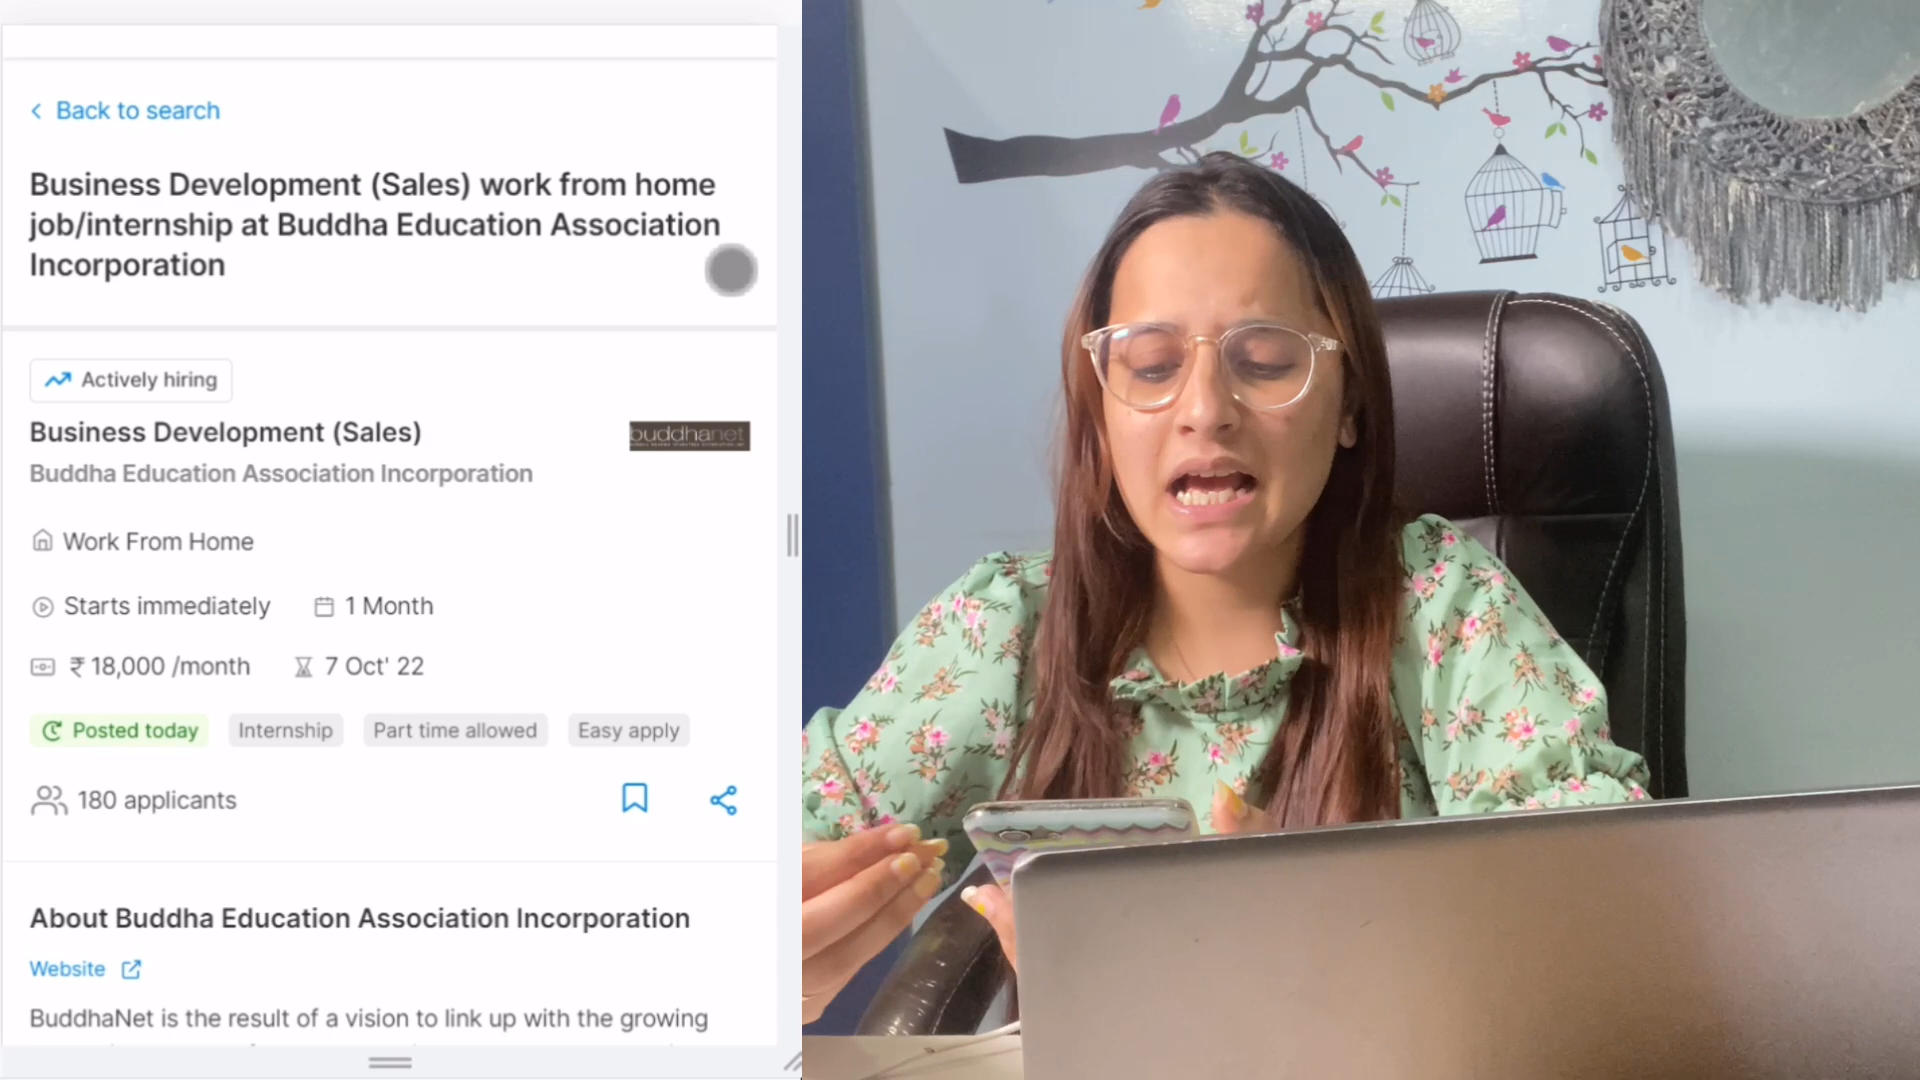 Back to search
Business Development (Sales) work from home
job/internship at Buddha Education Association
Incorporation
Actively hiring
Business Development (Sales)
buddhanet
Buddha Education Association Incorporation
Work From Home
Starts immediately 1 Month
₹ 18,000 /month 7 Oct' 22
Posted today Internship Part time allowed Easy apply
180 applicants
About Buddha Education Association Incorporation
Website
BuddhaNet is the result of a vision to link up with the growing